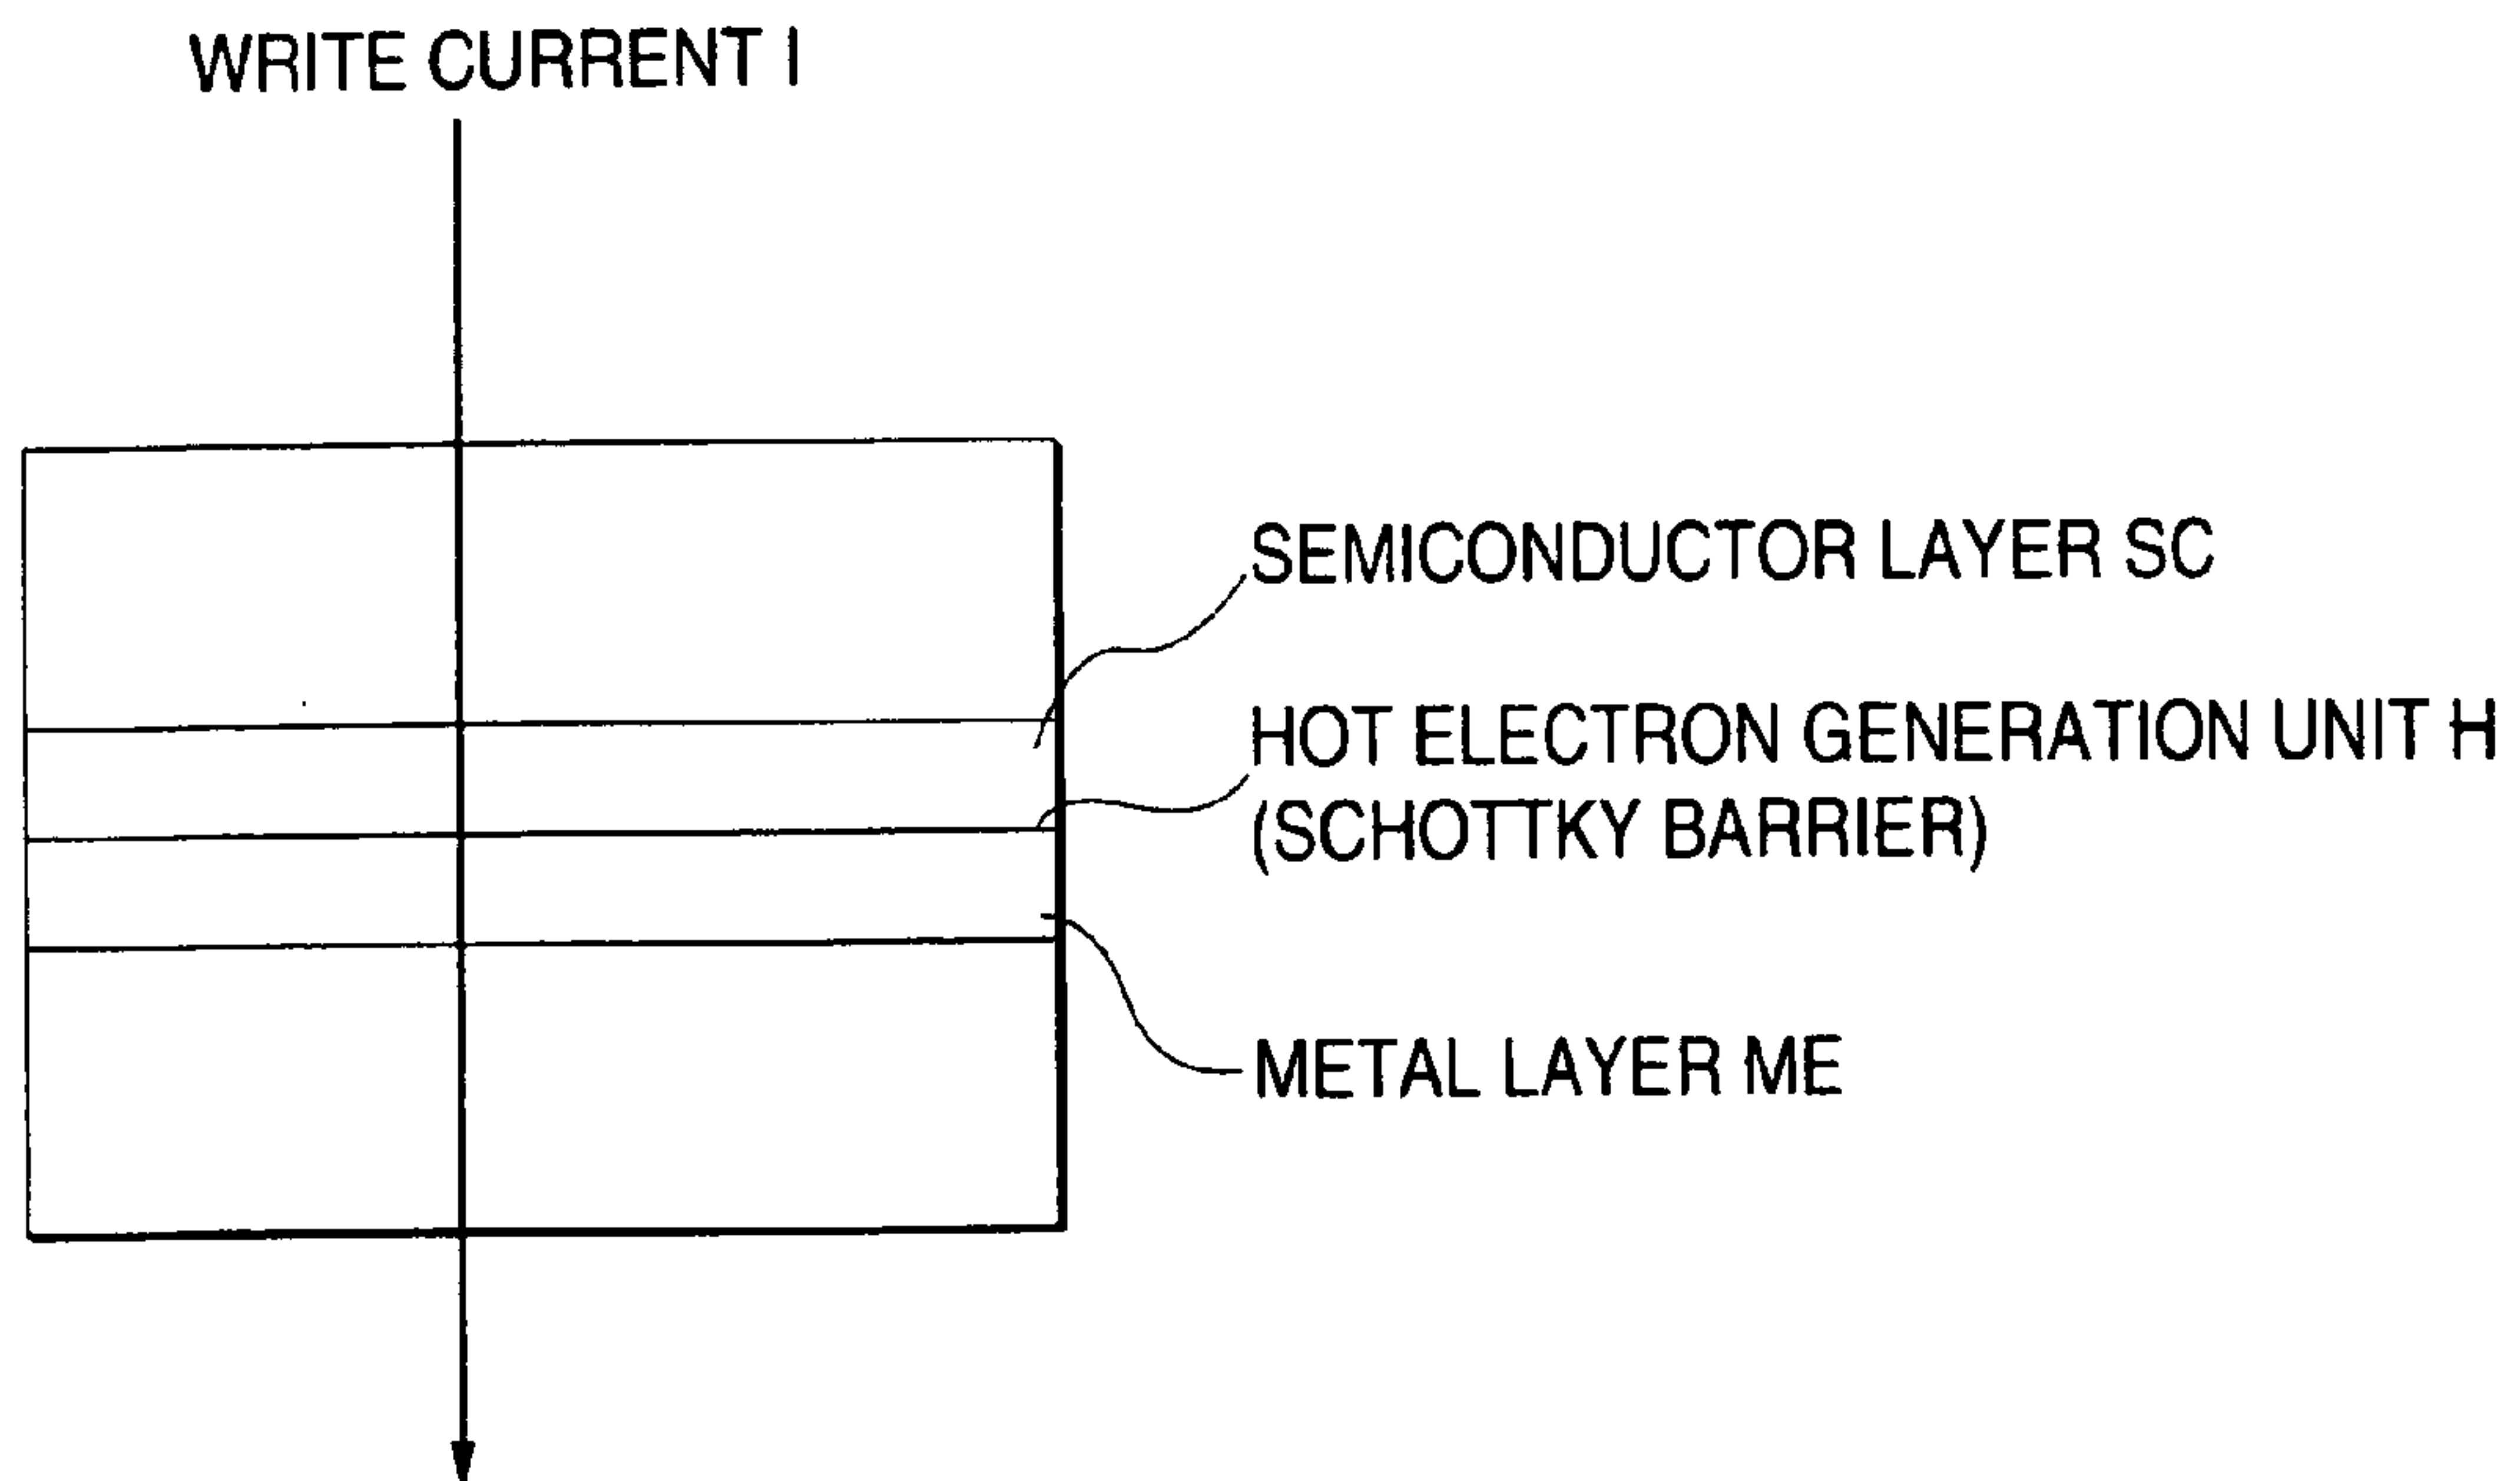 WRITE CURRENT I
SEMICONDUCTOR LAYER SC
HOT ELECTRON GENERATION UNIT H
(SCHOTTKY BARRIER)
METAL LAYER ME